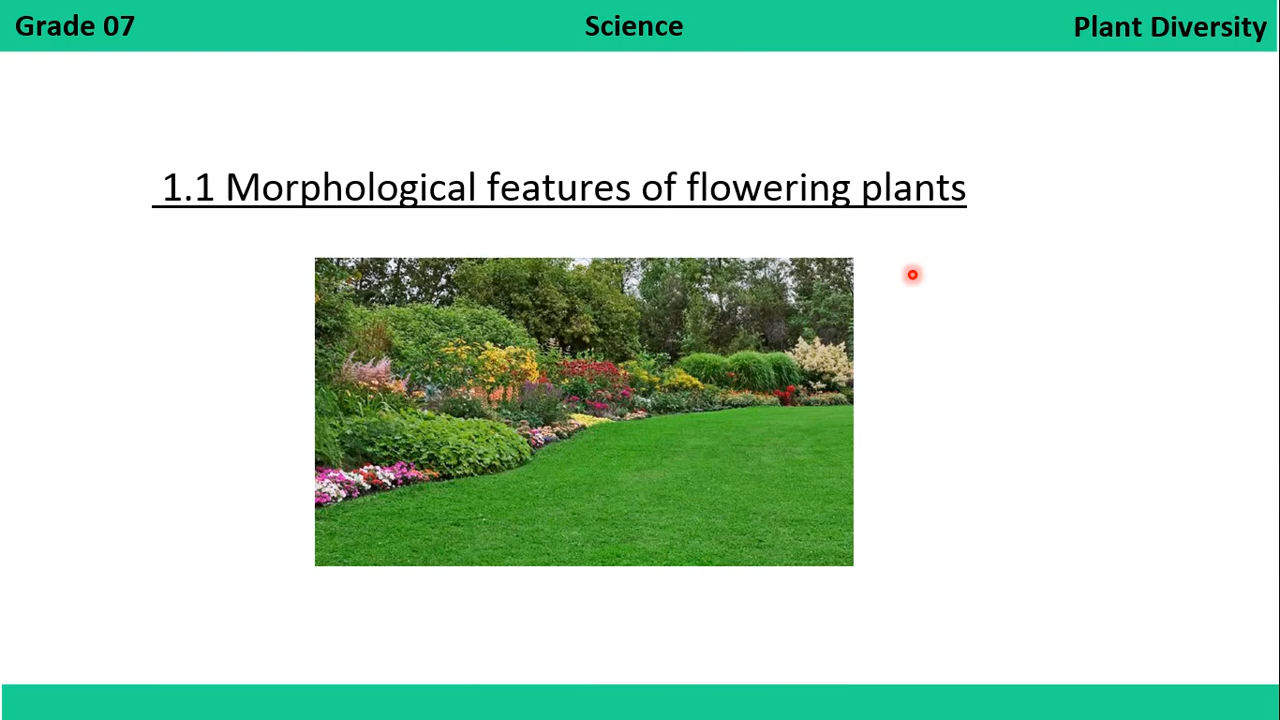 Grade 07
Science
Plant Diversity
1.1 Morphological features of flowering plants